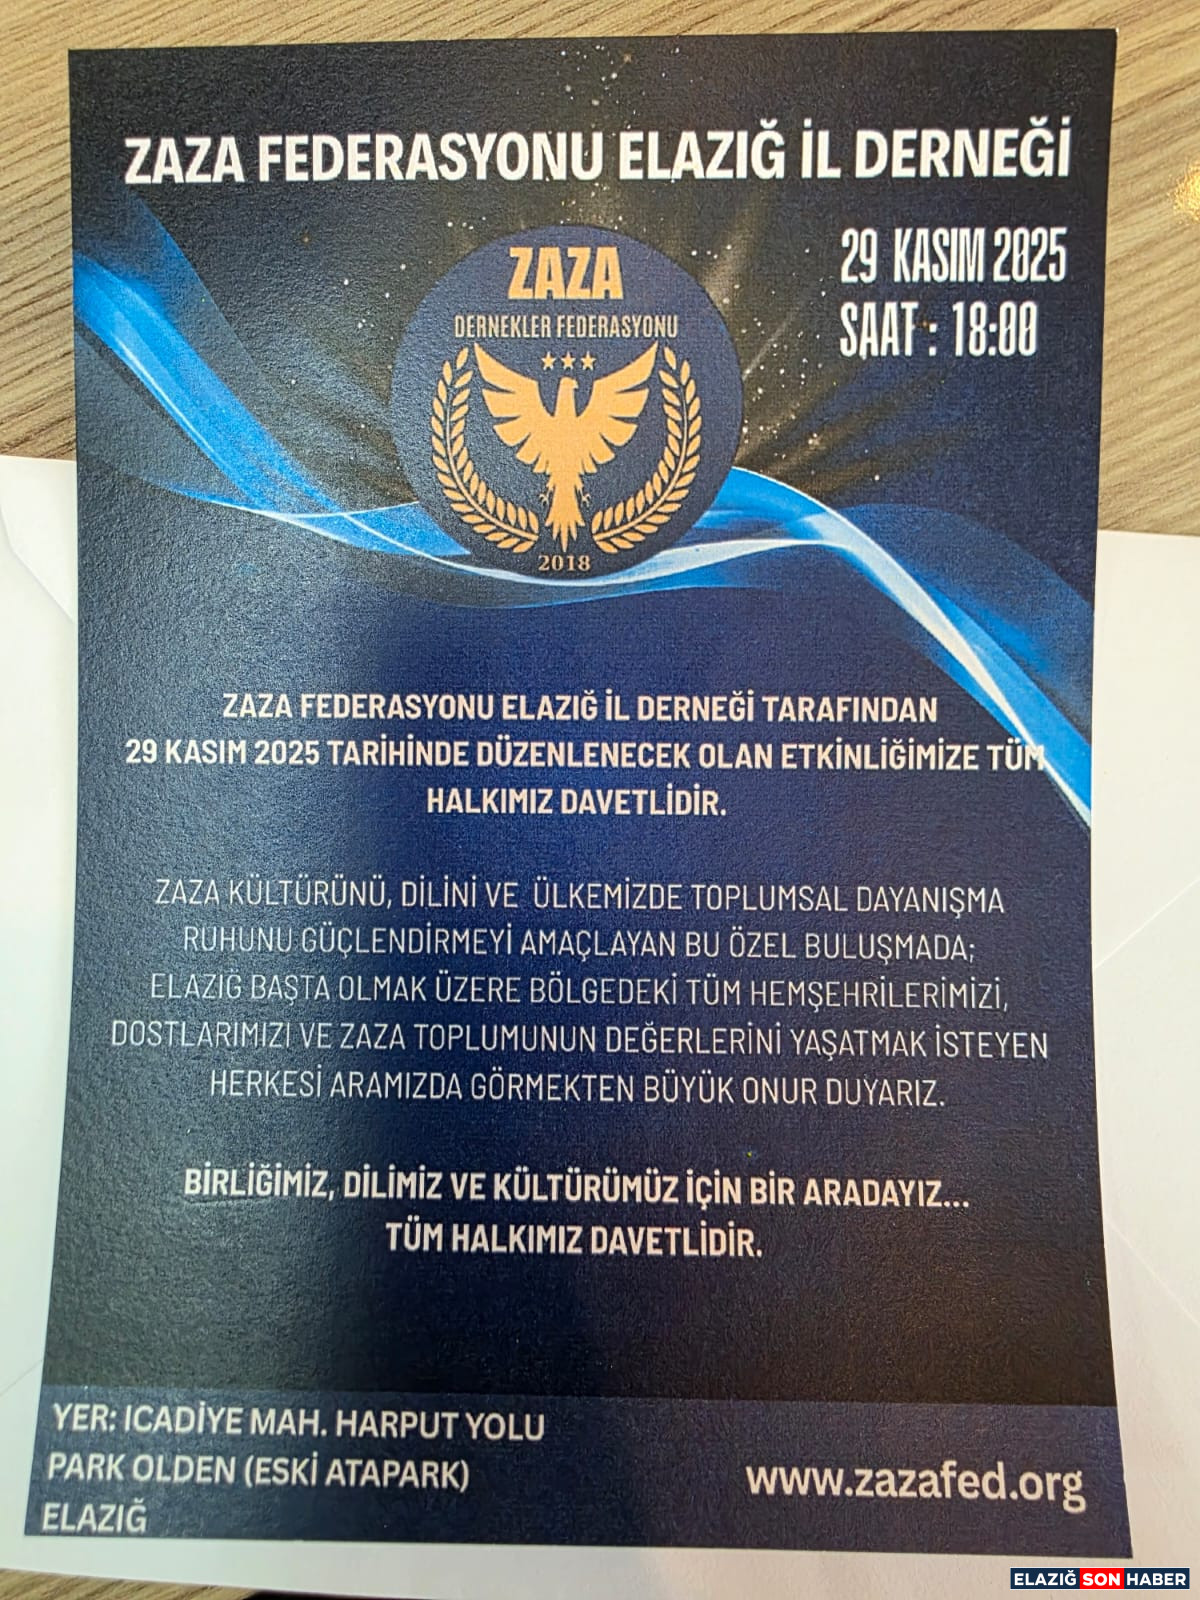 ZAZA FEDERASYONU ELAZIĞ İL DERNEĞİ
29 KASIM 2025
SAAT : 18:00
ZAZA
DERNEKLER FEDERASYONU
2018
ZAZA FEDERASYONU ELAZIĞ İL DERNEĞİ TARAFINDAN
29 KASIM 2025 TARİHİNDE DÜZENLENECEK OLAN ETKİNLİĞİMİZE TÜM
HALKIMIZ DAVETLİDİR.
ZAZA KÜLTÜRÜNÜ, DİLİNİ VE ÜLKEMİZDE TOPLUMSAL DAYANIŞMA
RUHUNU GÜÇLENDİRMEYİ AMAÇLAYAN BU ÖZEL BULUŞMADA;
ELAZIĞ BAŞTA OLMAK ÜZERE BÖLGEDEKİ TÜM HEMŞEHRİLERİMİZİ,
DOSTLARIMIZI VE ZAZA TOPLUMUNUN DEĞERLERİNİ YAŞATMAK İSTEYEN
HERKESİ ARAMIZDA GÖRMEKTEN BÜYÜK ONUR DUYARIZ.
BİRLİĞİMİZ, DİLİMİZ VE KÜLTÜRÜMÜZ İÇİN BİR ARADAYIZ...
TÜM HALKIMIZ DAVETLİDİR.
YER: ICADİYE MAH. HARPUT YOLU
PARK OLDEN (ESKİ ATAPARK)
ELAZIĞ
www.zazafed.org
ELAZIĞ SON HABER